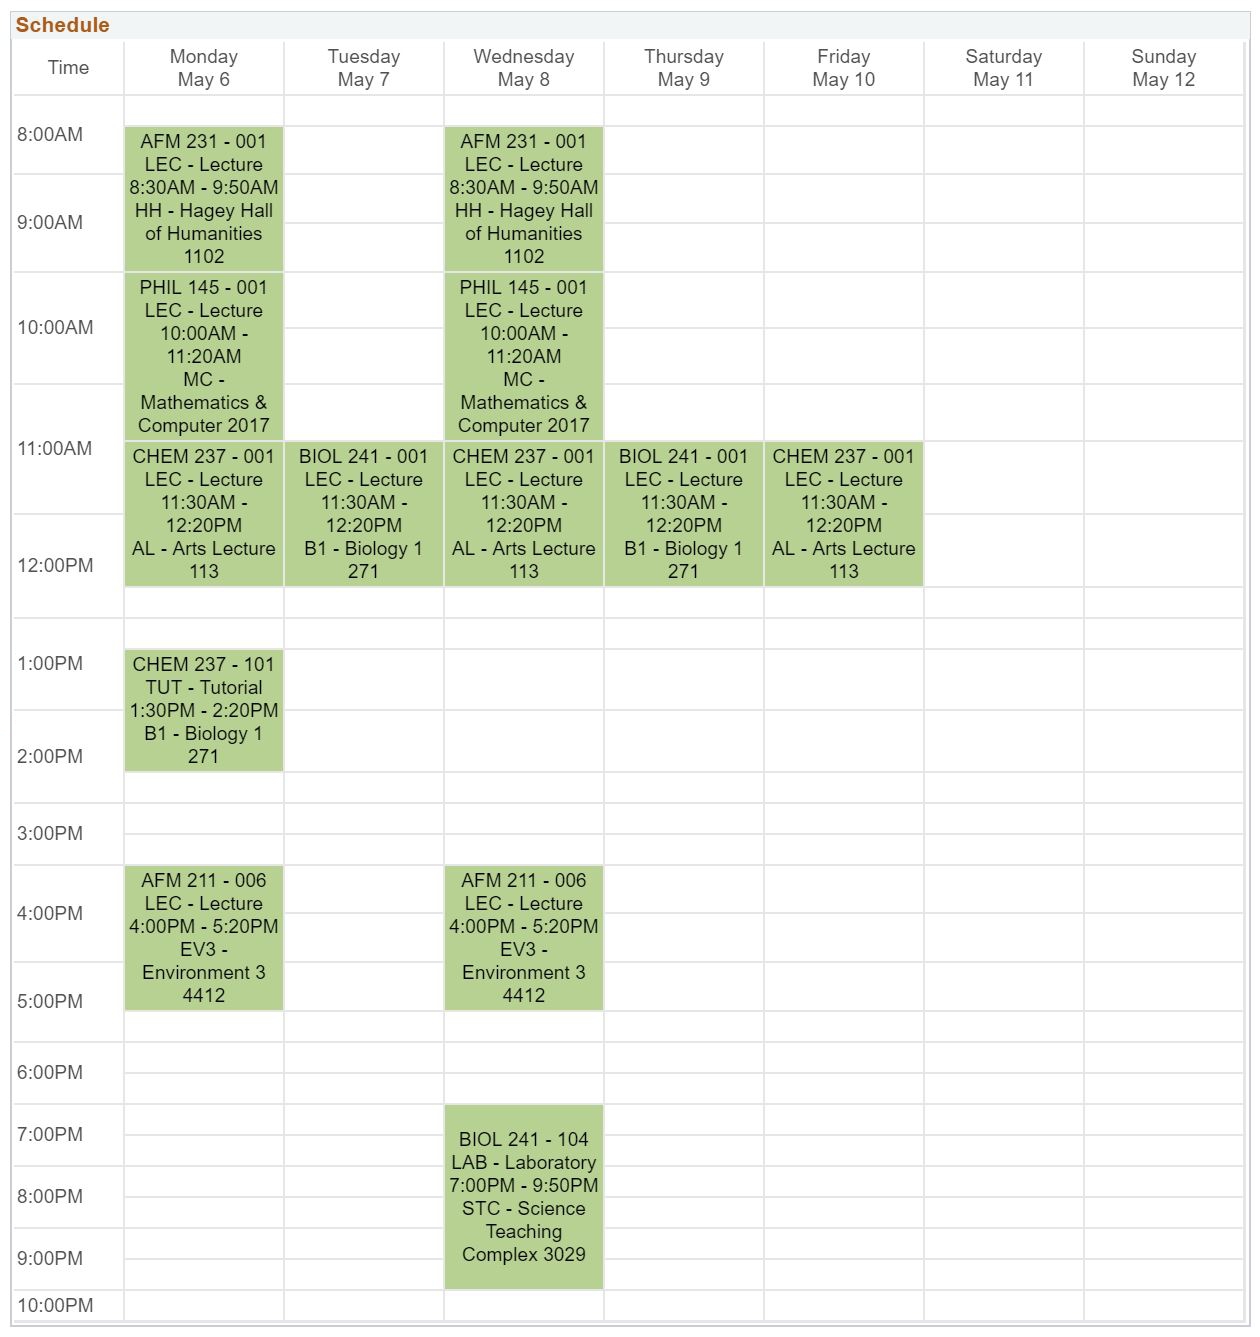 Schedule
Time
Monday
May 6
Tuesday
May 7
Wednesday
May 8
Thursday
May 9
Friday
May 10
Saturday
May 11
Sunday
May 12
8:00AM
AFM 231 - 001
LEC - Lecture
8:30AM - 9:50AM
HH - Hagey Hall
of Humanities
1102
AFM 231 - 001
LEC - Lecture
8:30AM - 9:50AM
HH - Hagey Hall
of Humanities
1102
9:00AM
10:00AM
PHIL 145 - 001
LEC - Lecture
10:00AM -
11:20AM
MC -
Mathematics &
Computer 2017
PHIL 145 - 001
LEC - Lecture
10:00AM -
11:20AM
MC -
Mathematics &
Computer 2017
11:00AM
CHEM 237 - 001
LEC - Lecture
11:30AM -
12:20PM
AL - Arts Lecture
113
BIOL 241 - 001
LEC - Lecture
11:30AM -
12:20PM
B1 - Biology 1
271
CHEM 237 - 001
LEC - Lecture
11:30AM -
12:20PM
AL - Arts Lecture
113
BIOL 241 - 001
LEC - Lecture
11:30AM -
12:20PM
B1 - Biology 1
271
CHEM 237 - 001
LEC - Lecture
11:30AM -
12:20PM
AL - Arts Lecture
113
12:00PM
1:00PM
CHEM 237 - 101
TUT - Tutorial
1:30PM - 2:20PM
B1 - Biology 1
271
2:00PM
3:00PM
4:00PM
AFM 211 - 006
LEC - Lecture
4:00PM - 5:20PM
EV3 -
Environment 3
4412
AFM 211 - 006
LEC - Lecture
4:00PM - 5:20PM
EV3 -
Environment 3
4412
5:00PM
6:00PM
7:00PM
BIOL 241 - 104
LAB - Laboratory
7:00PM - 9:50PM
STC - Science
Teaching
Complex 3029
8:00PM
9:00PM
10:00PM